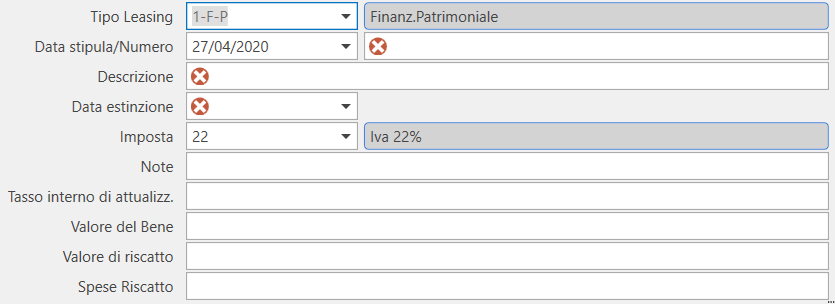 Tipo Leasing 1-F-P Finanz.Patrimoniale
Data stipula/Numero 27/04/2020
Descrizione
Data estinzione
Imposta 22 Iva 22%
Note
Tasso interno di attualizz.
Valore del Bene
Valore di riscatto
Spese Riscatto